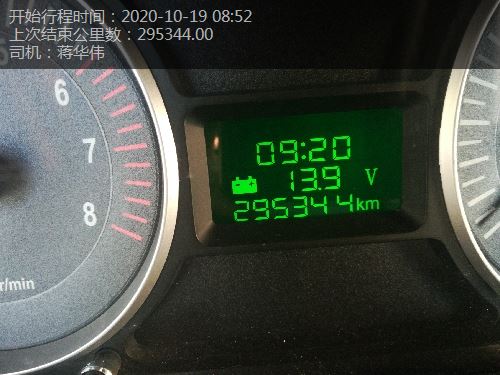 开始行程时间：2020-10-19 08:52
上次结束公里数：295344.00
司机：蒋华伟
6
7
8
09:20
13.9 V
295344km
r/min